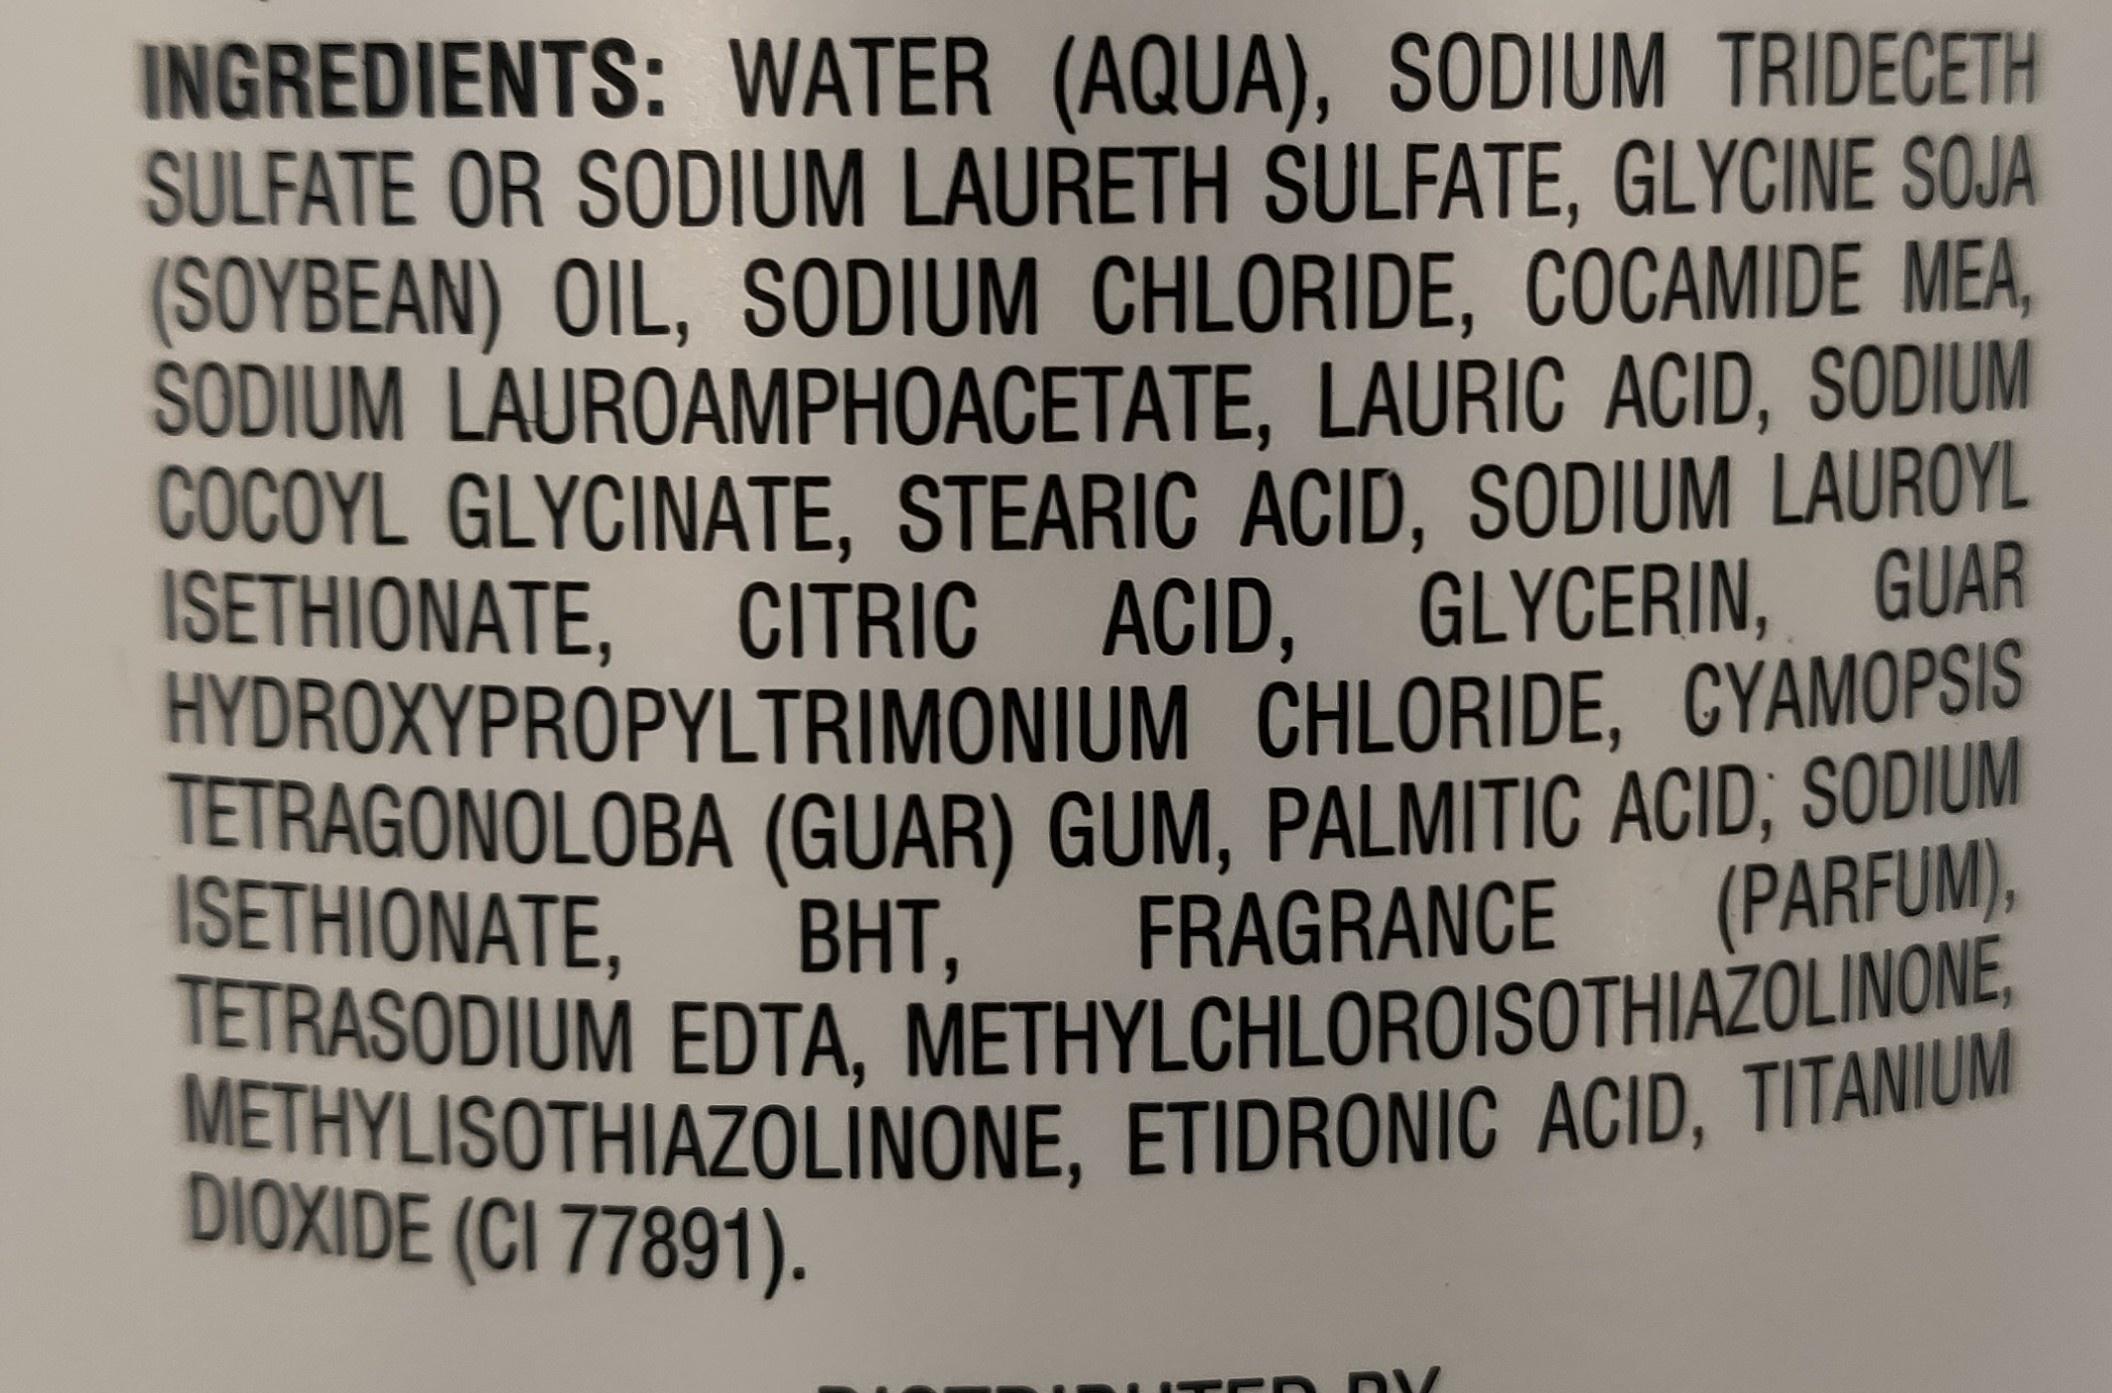 INGREDIENTS: WATER (AQUA), SODIUM TRIDECETH
SULFATE OR SODIUM LAURETH SULFATE, GLYCINE SOJA
(SOYBEAN) OIL, SODIUM CHLORIDE, COCAMIDE MEA,
SODIUM LAUROAMPHOACETATE, LAURIC ACID, SODIUM
COCOYL GLYCINATE, STEARIC ACID, SODIUM LAUROYL
ISETHIONATE, CITRIC ACID, GLYCERIN, GUAR
HYDROXYPROPYLTRIMONIUM CHLORIDE, CYAMOPSIS
TETRAGONOLOBA (GUAR) GUM, PALMITIC ACID, SODIUM
ISETHIONATE, BHT, FRAGRANCE (PARFUM),
TETRASODIUM EDTA, METHYLCHLOROISOTHIAZOLINONE,
METHYLISOTHIAZOLINONE, ETIDRONIC ACID, TITANIUM
DIOXIDE (CI 77891).
DISTRIBUTED BY